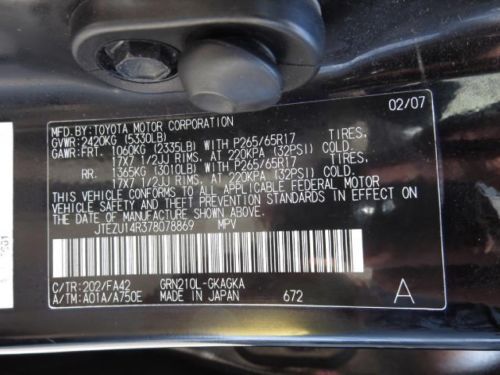 02/07
MFD.BY:TOYOTA MOTOR CORPORATION
GVWR:2420KG (5330LB)
GAWR:FRT. 1060KG (2335LB) WITH P265/65R17 TIRES,
17X7 1/2JJ RIMS, AT 220KPA (32PSI) COLD.
RR. 1365KG (3010LB) WITH P265/65R17 TIRES,
17X7 1/2JJ RIMS, AT 220KPA (32PSI) COLD.
THIS VEHICLE CONFORMS TO ALL APPLICABLE FEDERAL MOTOR
VEHICLE SAFETY AND THEFT PREVENTION STANDARDS IN EFFECT ON
THE DATE OF MANUFACTURE SHOWN ABOVE.
JTEZU14R378078869 MPV
C/TR:202/FA42 GRN210L-GKAGKA
A/TM:A01A/A750E MADE IN JAPAN 672 A